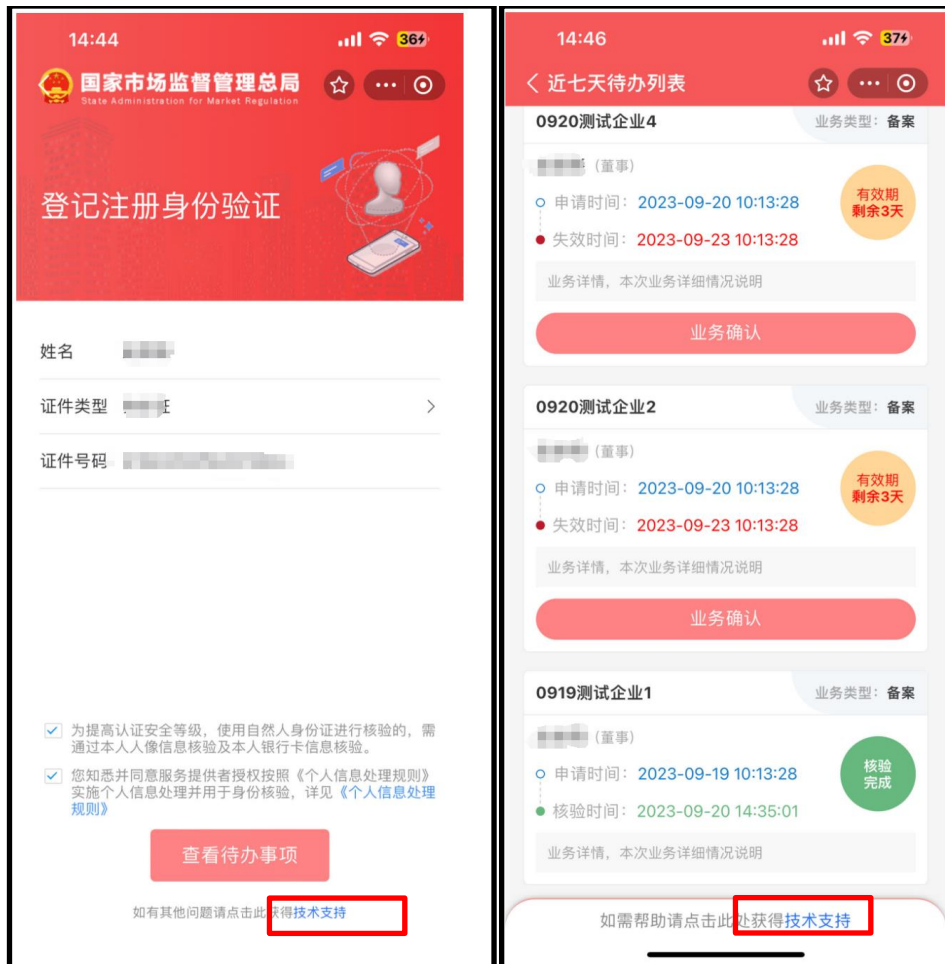 14:44
36
国家市场监督管理总局
State Administration for Market Regulation
登记注册身份验证
姓名
证件类型 证
证件号码
为提高认证安全等级，使用自然人身份证进行核验的，需
通过本人人像信息核验及本人银行卡信息核验。
您知悉并同意服务提供者授权按照《个人信息处理规则》
实施个人信息处理并用于身份核验，详见《个人信息处理
规则》
查看待办事项
如有其他问题请点击此获得技术支持
14:46
37
近七天待办列表
0920测试企业4 业务类型：备案
（董事）
申请时间：2023-09-20 10:13:28
失效时间：2023-09-23 10:13:28
有效期
剩余3天
业务详情，本次业务详细情况说明
业务确认
0920测试企业2 业务类型：备案
（董事）
申请时间：2023-09-20 10:13:28
失效时间：2023-09-23 10:13:28
有效期
剩余3天
业务详情，本次业务详细情况说明
业务确认
0919测试企业1 业务类型：备案
（董事）
申请时间：2023-09-19 10:13:28
核验时间：2023-09-20 14:35:01
核验
完成
业务详情，本次业务详细情况说明
如需帮助请点击此处获得技术支持